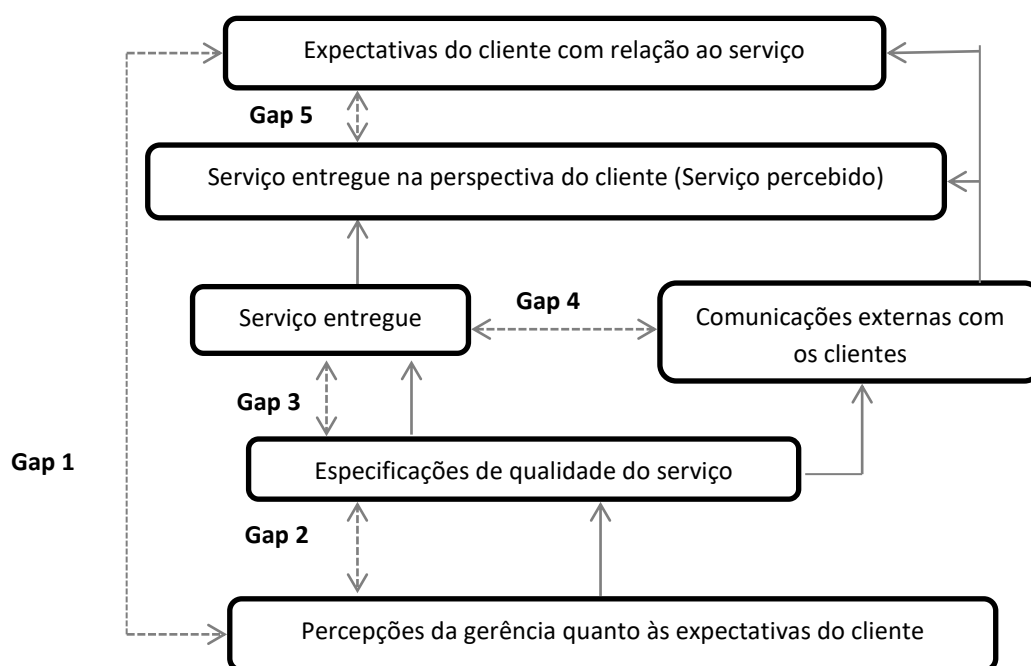 Expectativas do cliente com relação ao serviço
Gap 5
Serviço entregue na perspectiva do cliente (Serviço percebido)
Gap 4
Serviço entregue
Comunicações externas com
os clientes
Gap 3
Gap 1
Especificações de qualidade do serviço
Gap 2
Percepções da gerência quanto às expectativas do cliente